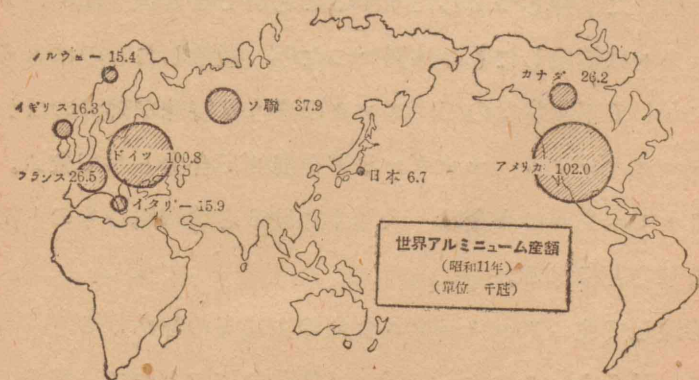 ノルウェー 15.4
イギリス 16.3
フランス 26.5
ドイツ 100.8
イタリー 15.9
ソ聯 37.9
日本 6.7
カナダ 26.2
アメリカ 102.0
世界アルミニューム産額
(昭和11年)
(單位 千瓲)